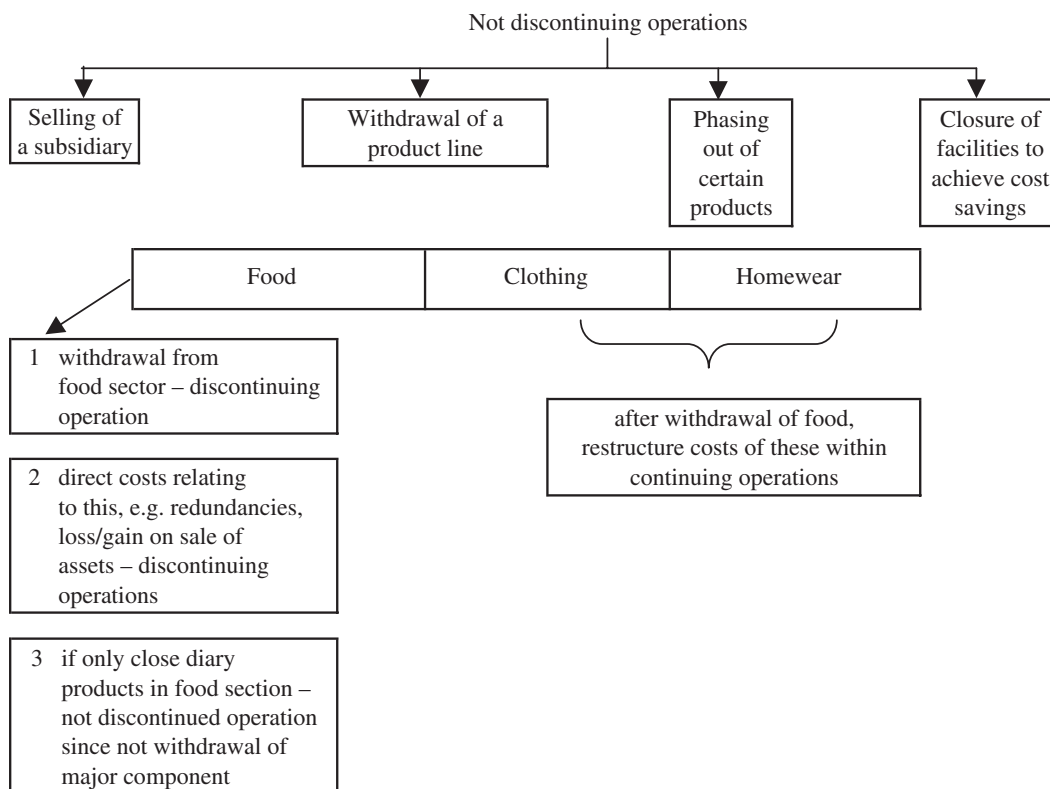 Not discontinuing operations
Selling of
a subsidiary
Withdrawal of a
product line
Phasing
out of
certain
products
Closure of
facilities to
achieve cost
savings
Food
Clothing
Homewear
1 withdrawal from
food sector – discontinuing
operation
after withdrawal of food,
restructure costs of these within
continuing operations
2 direct costs relating
to this, e.g. redundancies,
loss/gain on sale of
assets – discontinuing
operations
3 if only close diary
products in food section –
not discontinued operation
since not withdrawal of
major component